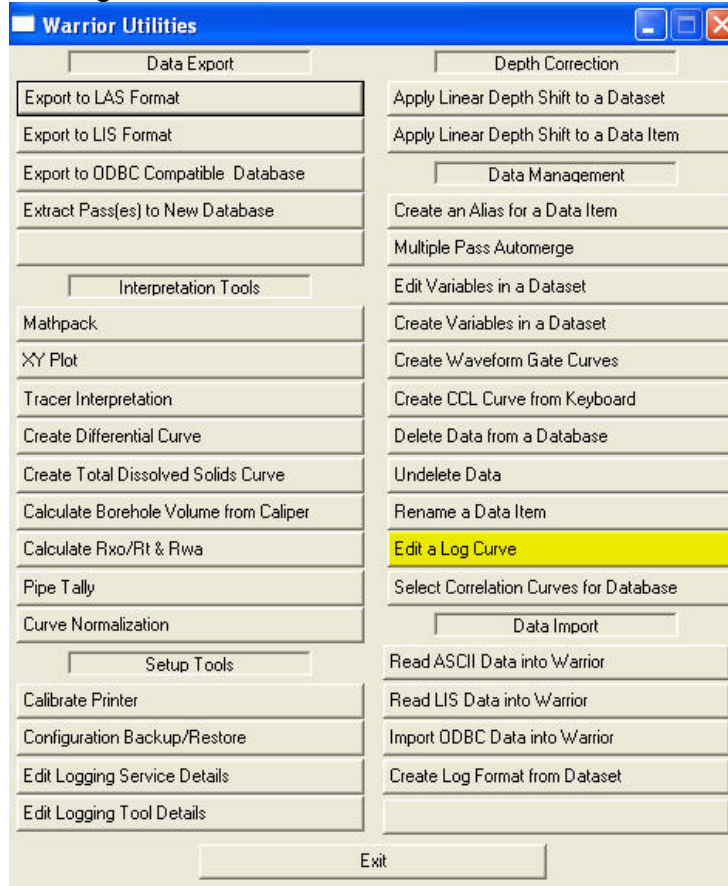 Warrior Utilities
Data Export
Export to LAS Format
Export to LIS Format
Export to ODBC Compatible Database
Extract Pass(es) to New Database
Interpretation Tools
Mathpack
XY Plot
Tracer Interpretation
Create Differential Curve
Create Total Dissolved Solids Curve
Calculate Borehole Volume from Caliper
Calculate Rxo/Rt & Rwa
Pipe Tally
Curve Normalization
Setup Tools
Calibrate Printer
Configuration Backup/Restore
Edit Logging Service Details
Edit Logging Tool Details
Depth Correction
Apply Linear Depth Shift to a Dataset
Apply Linear Depth Shift to a Data Item
Data Management
Create an Alias for a Data Item
Multiple Pass Automerge
Edit Variables in a Dataset
Create Variables in a Dataset
Create Waveform Gate Curves
Create CCL Curve from Keyboard
Delete Data from a Database
Undelete Data
Rename a Data Item
Edit a Log Curve
Select Correlation Curves for Database
Data Import
Read ASCII Data into Warrior
Read LIS Data into Warrior
Import ODBC Data into Warrior
Create Log Format from Dataset
Exit